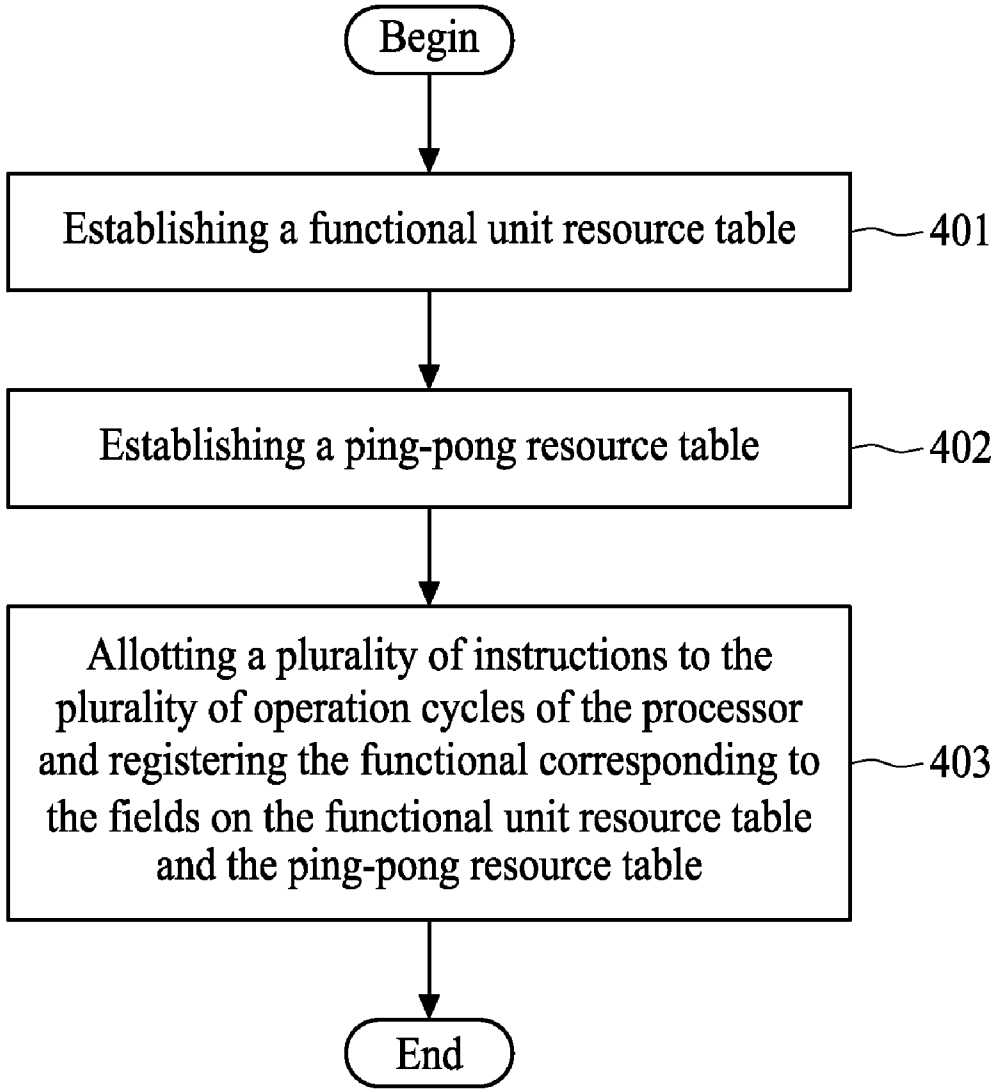 Begin
Establishing a functional unit resource table
401
Establishing a ping-pong resource table
402
Allotting a plurality of instructions to the
plurality of operation cycles of the processor
and registering the functional corresponding to
the fields on the functional unit resource table
and the ping-pong resource table
403
End